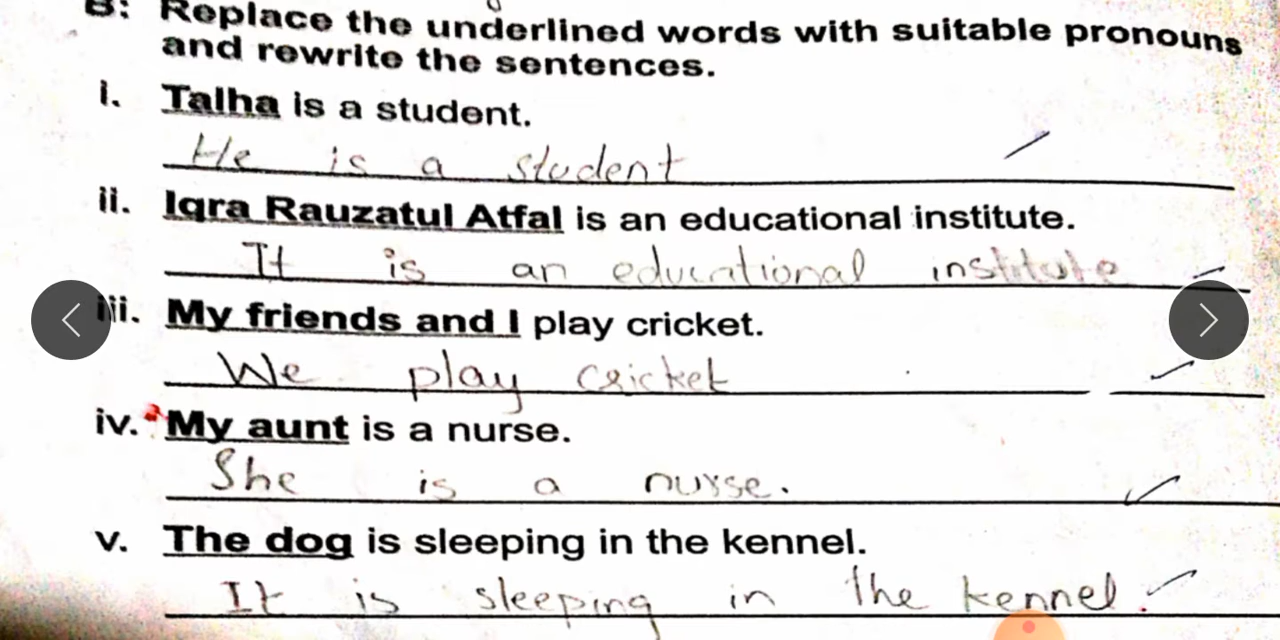 B: Replace the underlined words with suitable pronouns
and rewrite the sentences.
i. Talha is a student.
He is a student
ii. Iqra Rauzatul Atfal is an educational institute.
It is an educational institute
iii. My friends and I play cricket.
We play cricket
iv. My aunt is a nurse.
She is a nurse.
v. The dog is sleeping in the kennel.
It is sleeping in the kennel.